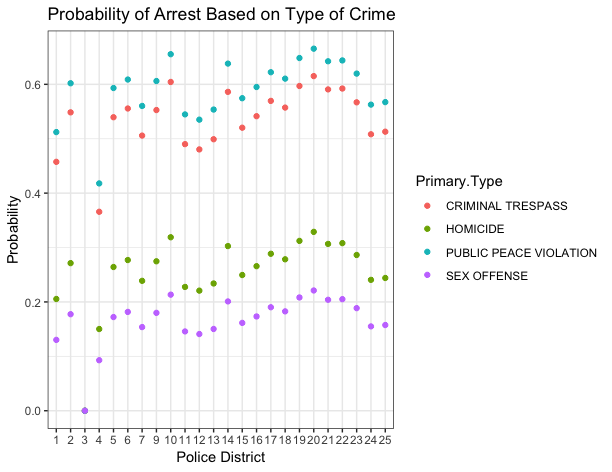 Probability of Arrest Based on Type of Crime
Probability
0.6
0.4
0.2
0.0
1 2 3 4 5 6 7 8 9 10 11 12 13 14 15 16 17 18 19 20 21 22 23 24 25
Police District
Primary.Type
CRIMINAL TRESPASS
HOMICIDE
PUBLIC PEACE VIOLATION
SEX OFFENSE